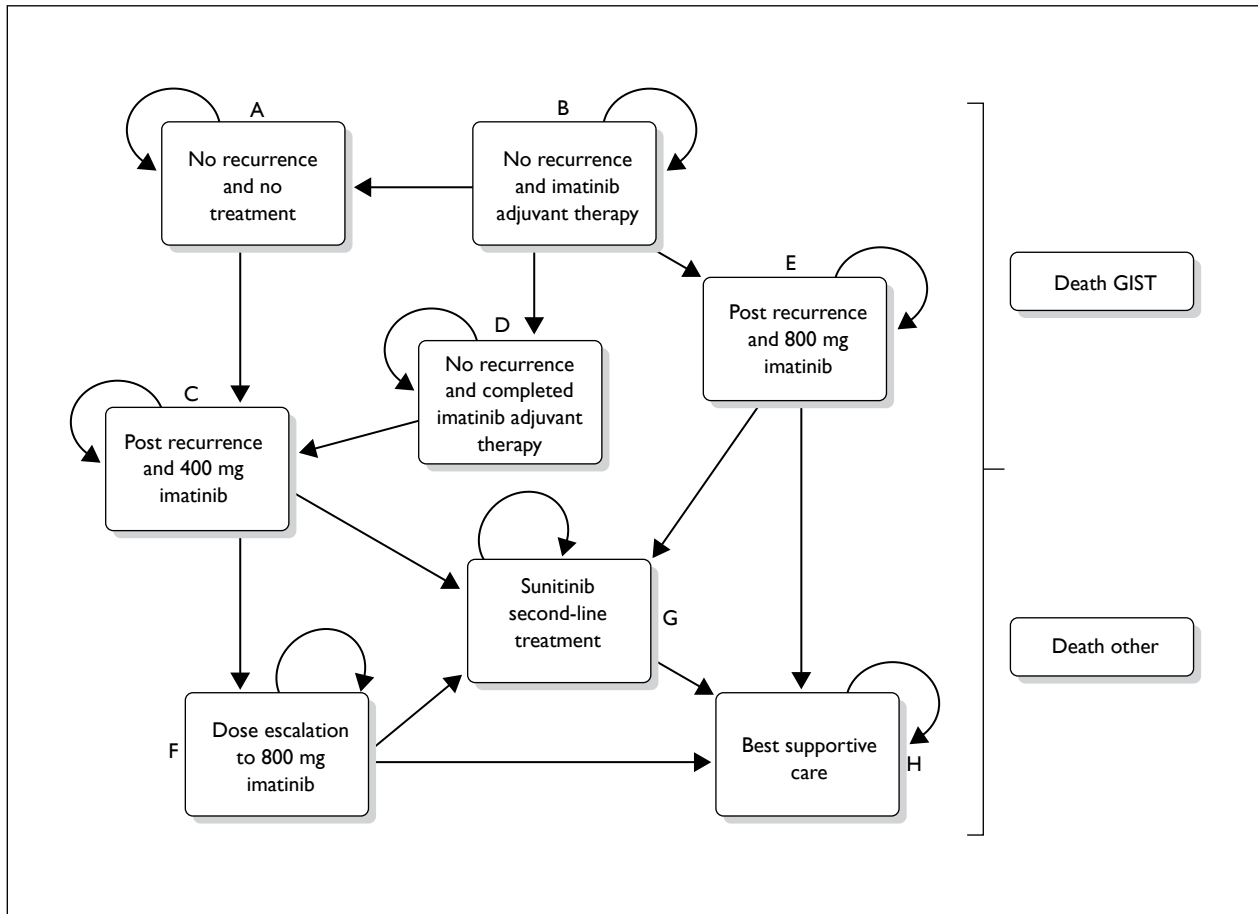 A
No recurrence
and no
treatment
B
No recurrence
and imatinib
adjuvant therapy
E
Post recurrence
and 800 mg
imatinib
Death GIST
D
No recurrence
and completed
imatinib adjuvant
therapy
C
Post recurrence
and 400 mg
imatinib
Sunitinib
second-line
treatment
G
Death other
F
Dose escalation
to 800 mg
imatinib
Best supportive
care
H